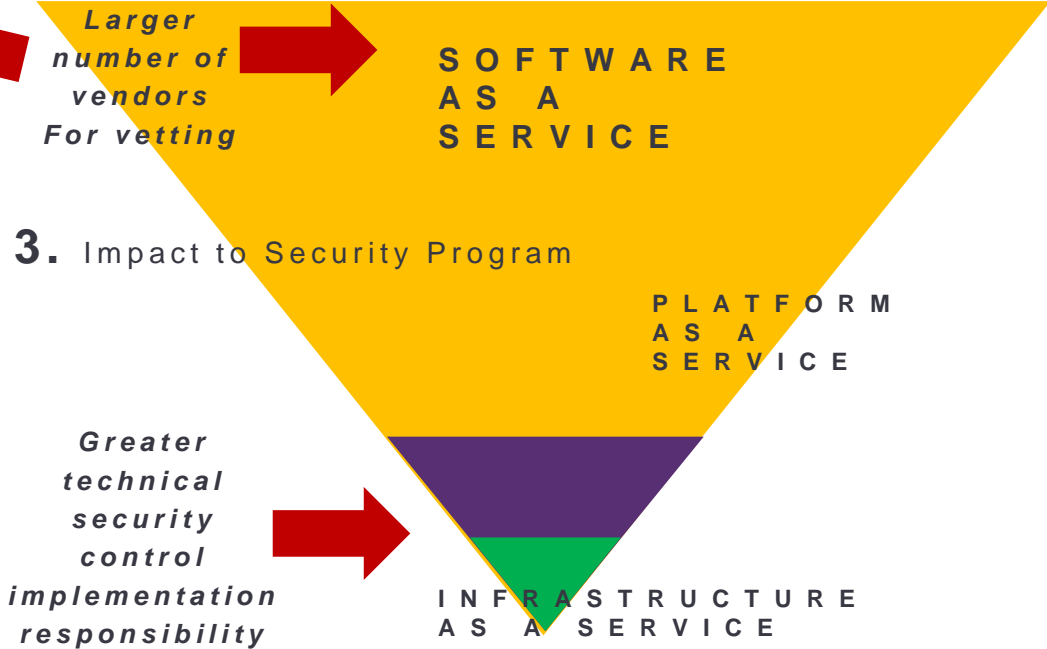 Larger
number of
vendors
For vetting
SOFTWARE
AS A
SERVICE
3. Impact to Security Program
PLATFORM
AS A
SERVICE
Greater
technical
security
control
implementation
responsibility
INFRASTRUCTURE
AS A SERVICE